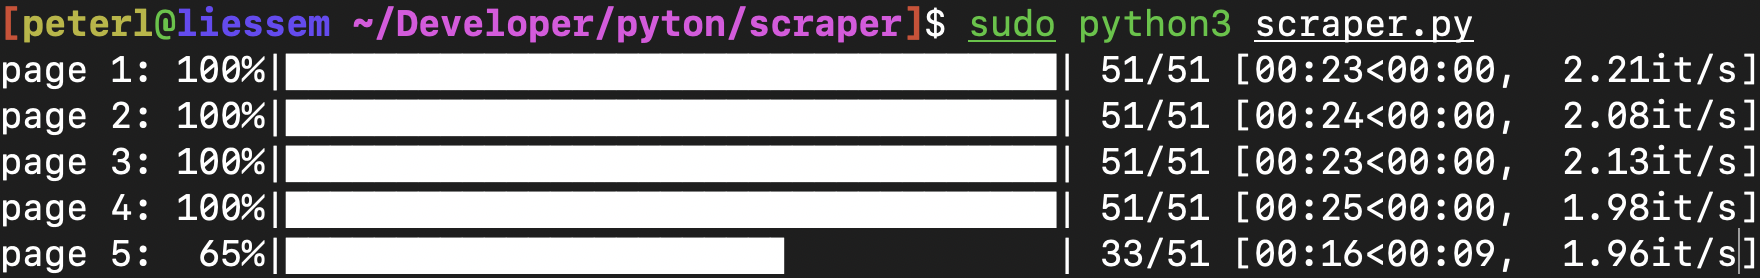 [peterl@liessem ~/Developer/pyton/scraper]$ sudo python3 scraper.py
page 1: 100%|██████████| 51/51 [00:23<00:00,  2.21it/s]
page 2: 100%|██████████| 51/51 [00:24<00:00,  2.08it/s]
page 3: 100%|██████████| 51/51 [00:23<00:00,  2.13it/s]
page 4: 100%|██████████| 51/51 [00:25<00:00,  1.98it/s]
page 5:  65%|██████▍   | 33/51 [00:16<00:09,  1.96it/s]